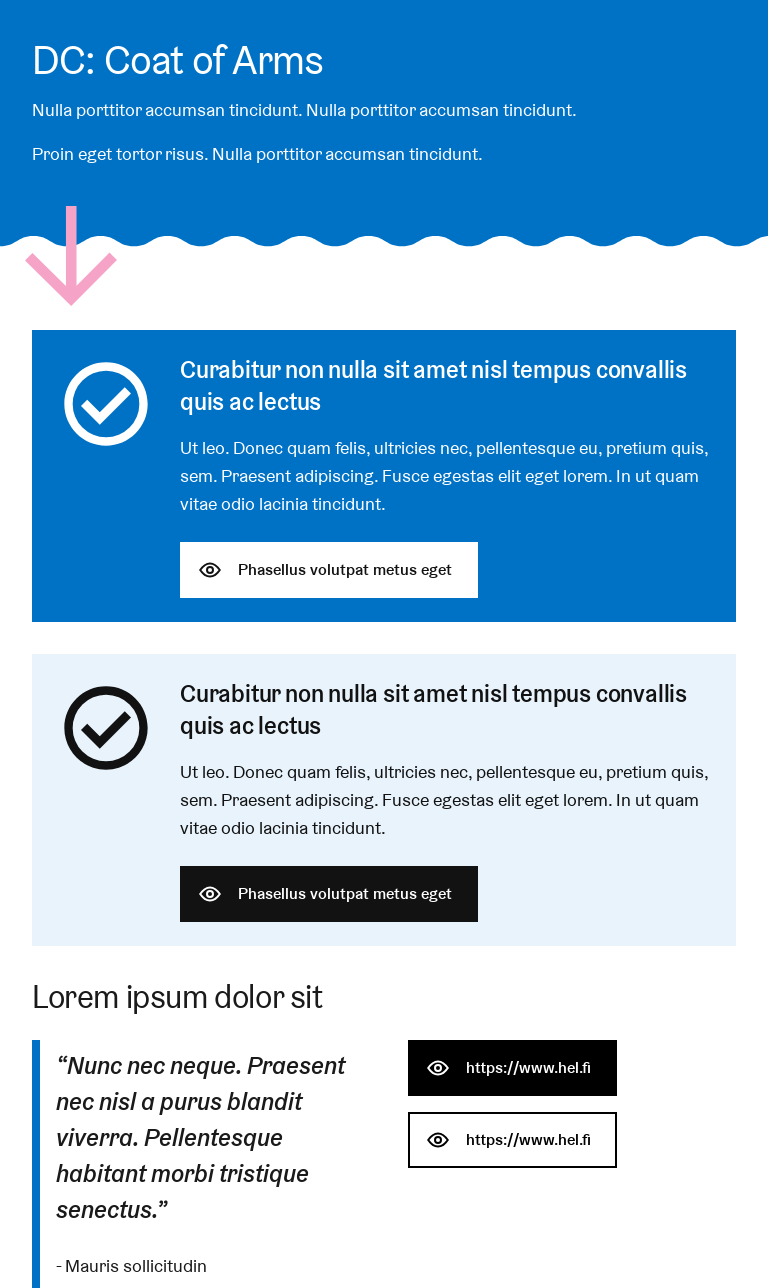 DC: Coat of Arms
Nulla porttitor accumsan tincidunt. Nulla porttitor accumsan tincidunt.
Proin eget tortor risus. Nulla porttitor accumsan tincidunt.
Curabitur non nulla sit amet nisl tempus convallis
quis ac lectus
Ut leo. Donec quam felis, ultricies nec, pellentesque eu, pretium quis,
sem. Praesent adipiscing. Fusce egestas elit eget lorem. In ut quam
vitae odio lacinia tincidunt.
Phasellus volutpat metus eget
Curabitur non nulla sit amet nisl tempus convallis
quis ac lectus
Ut leo. Donec quam felis, ultricies nec, pellentesque eu, pretium quis,
sem. Praesent adipiscing. Fusce egestas elit eget lorem. In ut quam
vitae odio lacinia tincidunt.
Phasellus volutpat metus eget
Lorem ipsum dolor sit
“Nunc nec neque. Praesent
nec nisl a purus blandit
viverra. Pellentesque
habitant morbi tristique
senectus.”
- Mauris sollicitudin
https://www.hel.fi
https://www.hel.fi